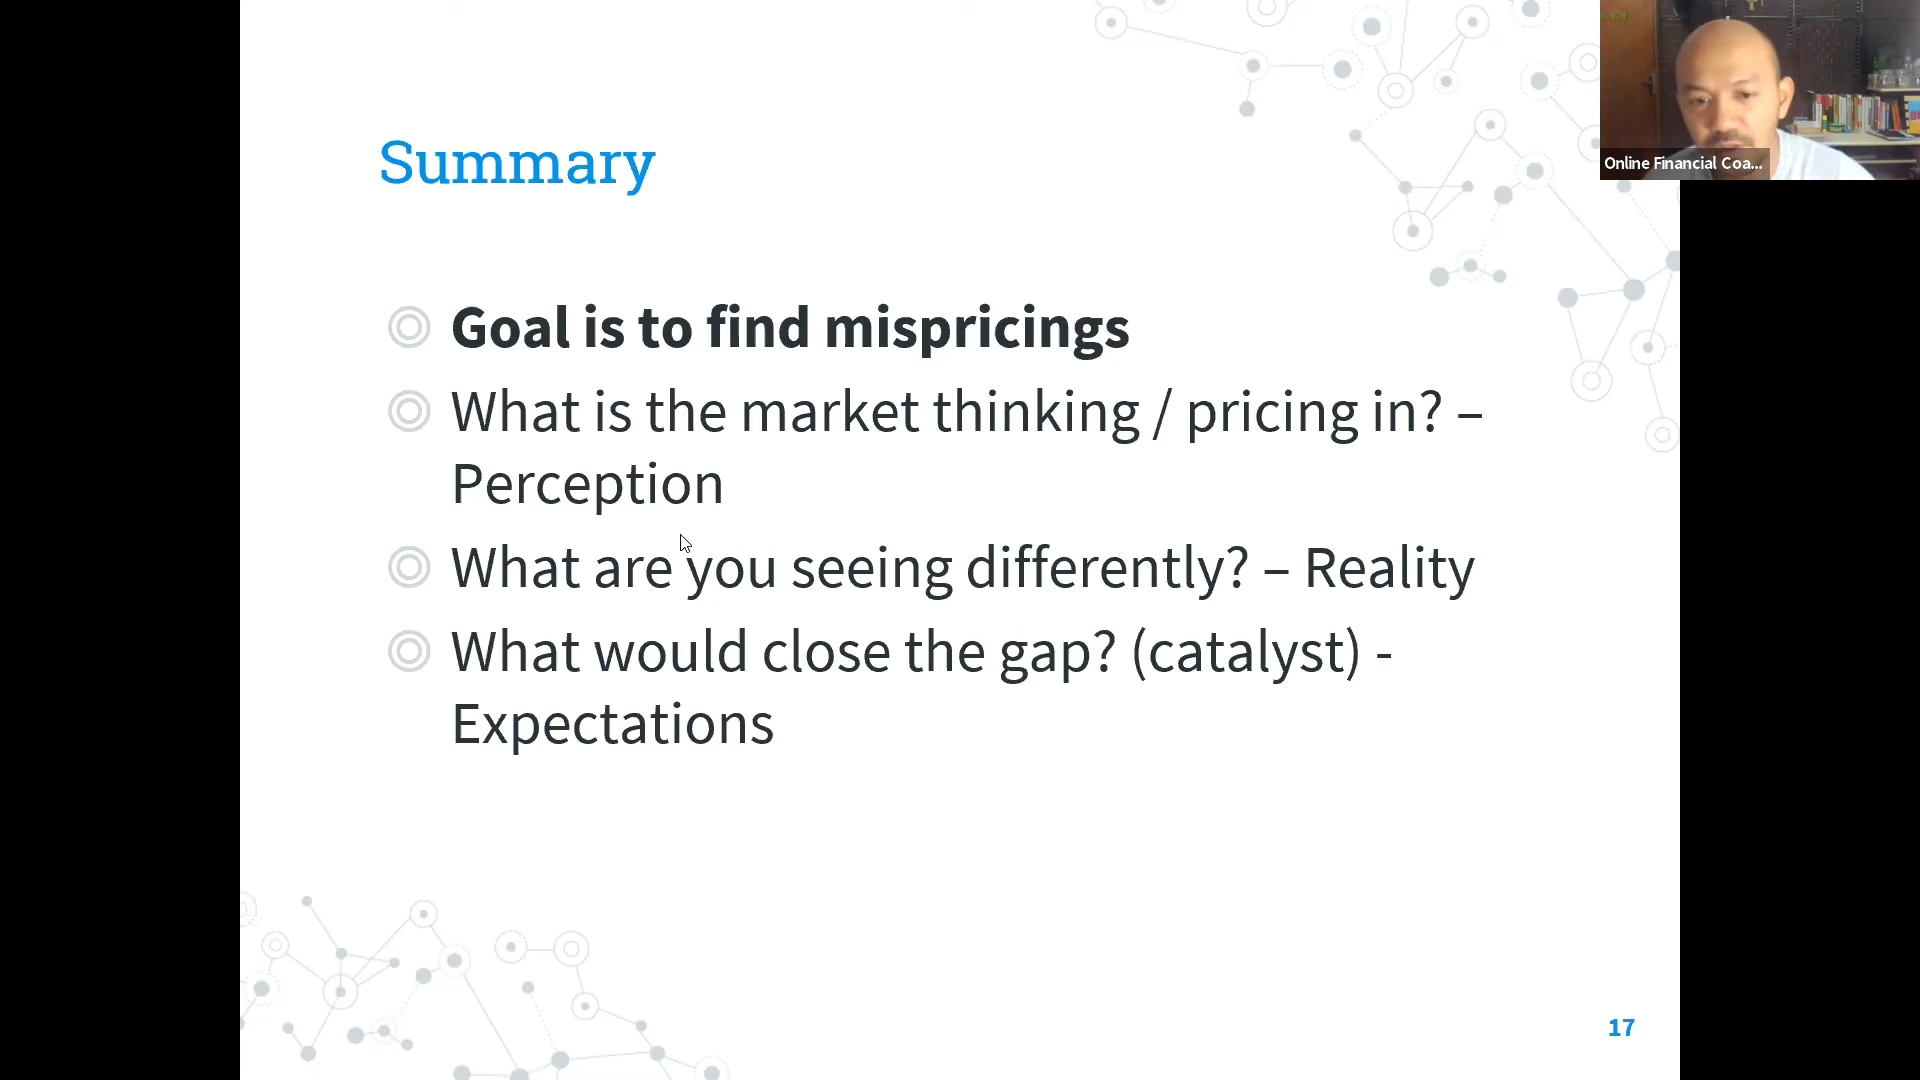 Summary
Online Financial Coa...
Goal is to find mispricings
What is the market thinking / pricing in? –
Perception
What are you seeing differently? – Reality
What would close the gap? (catalyst) -
Expectations
17